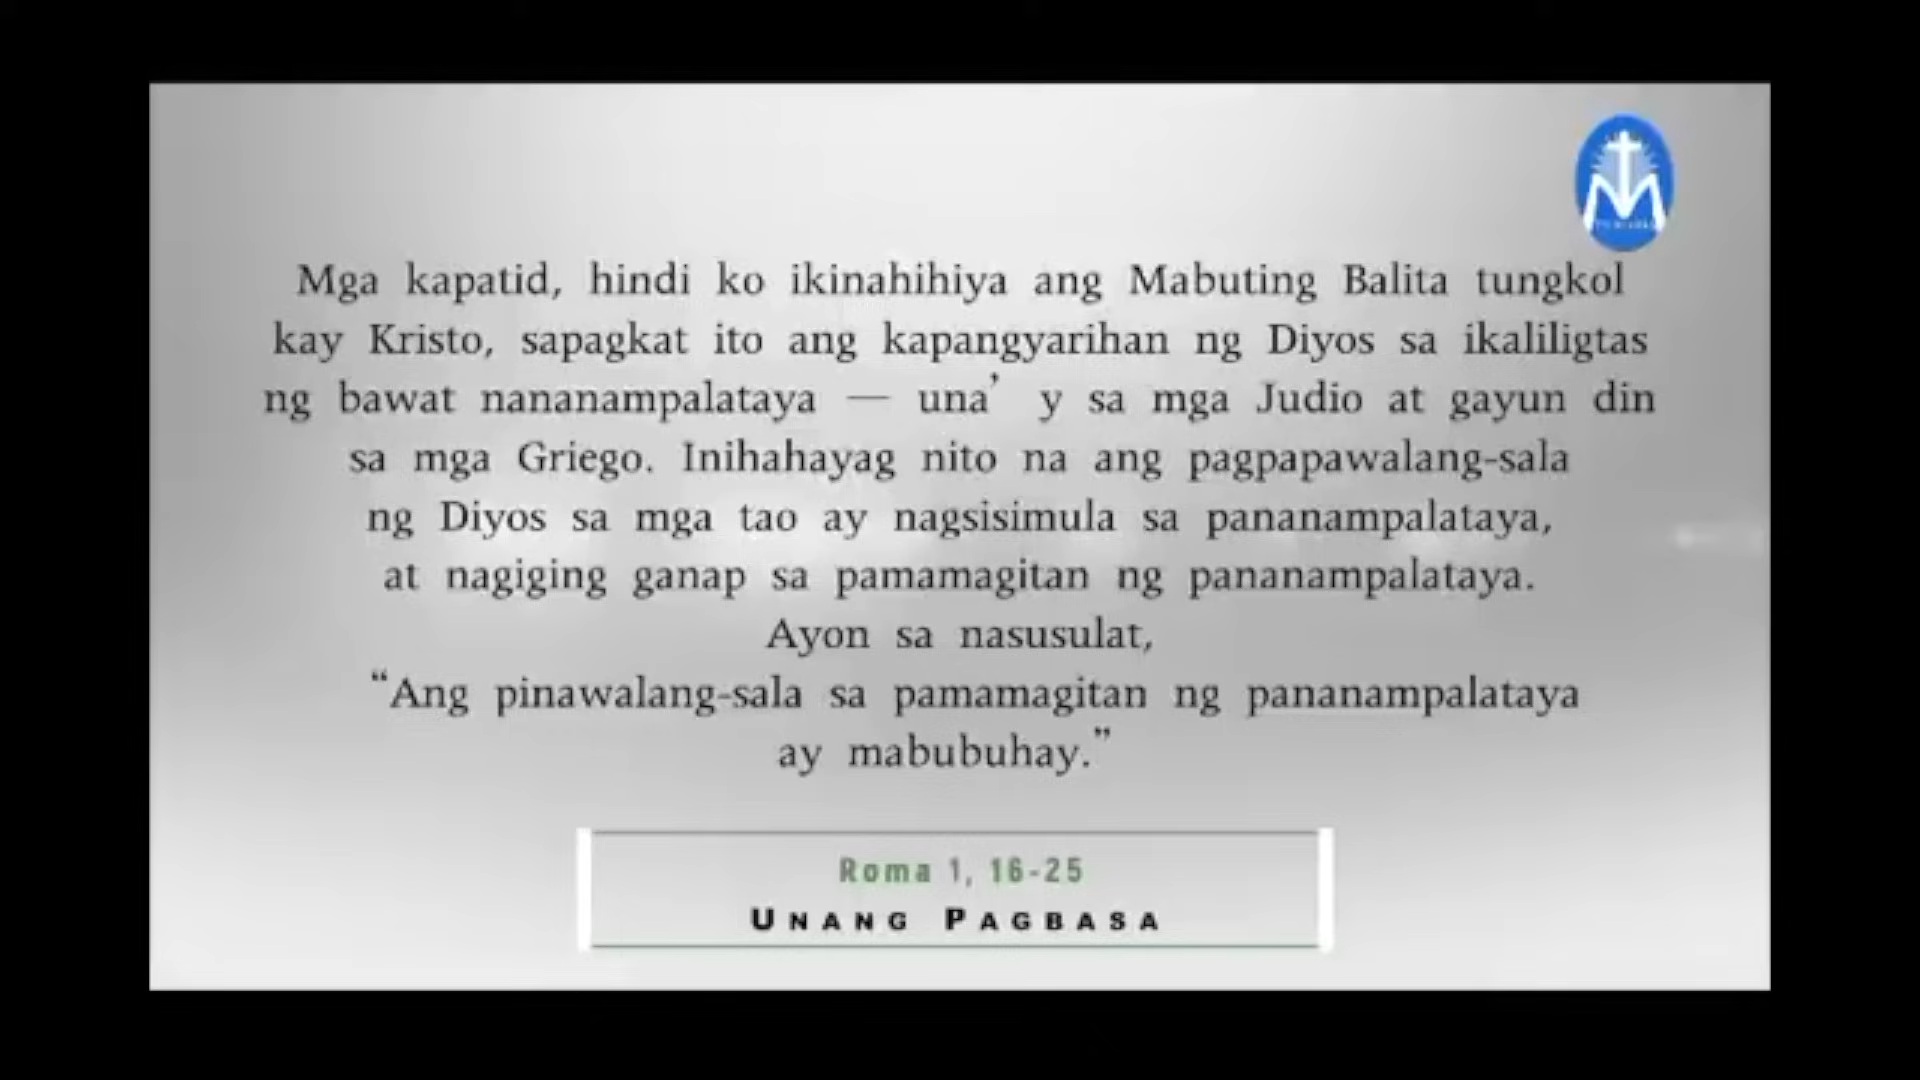 Mga kapatid, hindi ko ikinahihiya ang Mabuting Balita tungkol
kay Kristo, sapagkat ito ang kapangyarihan ng Diyos sa ikaliligtas
ng bawat nananampalataya — una’ y sa mga Judio at gayun din
sa mga Griego. Inihahayag nito na ang pagpapawalang-sala
ng Diyos sa mga tao ay nagsisimula sa pananampalataya,
at nagiging ganap sa pamamagitan ng pananampalataya.
Ayon sa nasusulat,
“Ang pinawalang-sala sa pamamagitan ng pananampalataya
ay mabubuhay.”
Roma 1, 16-25
UNANG PAGBASA